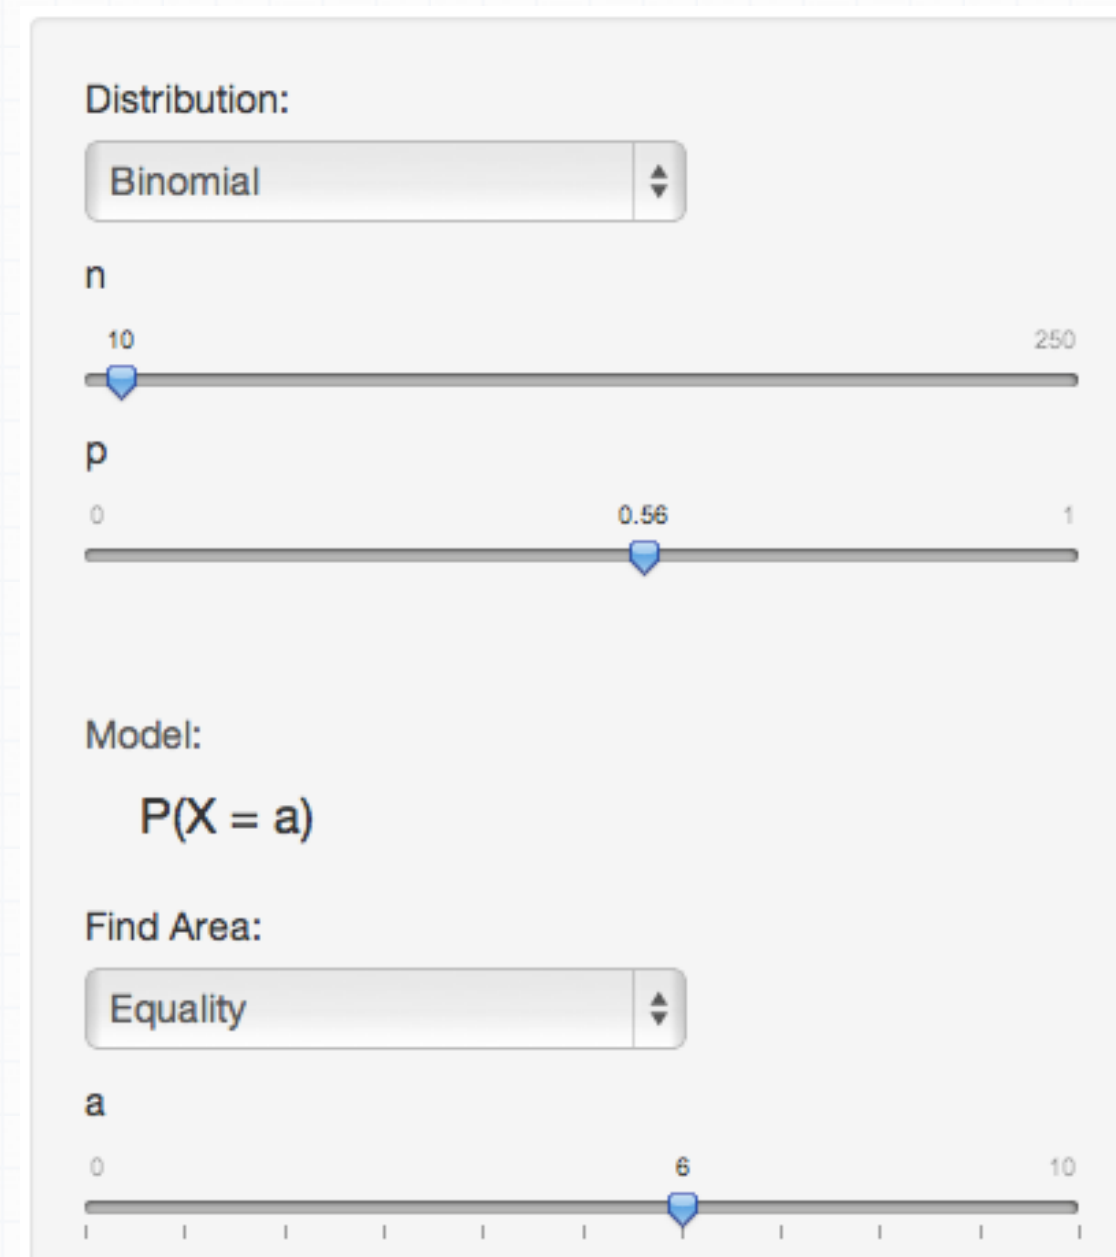 Distribution:
Binomial
n
10 250
p
0 0.56 1
Model:
P(X = a)
Find Area:
Equality
a
0 6 10